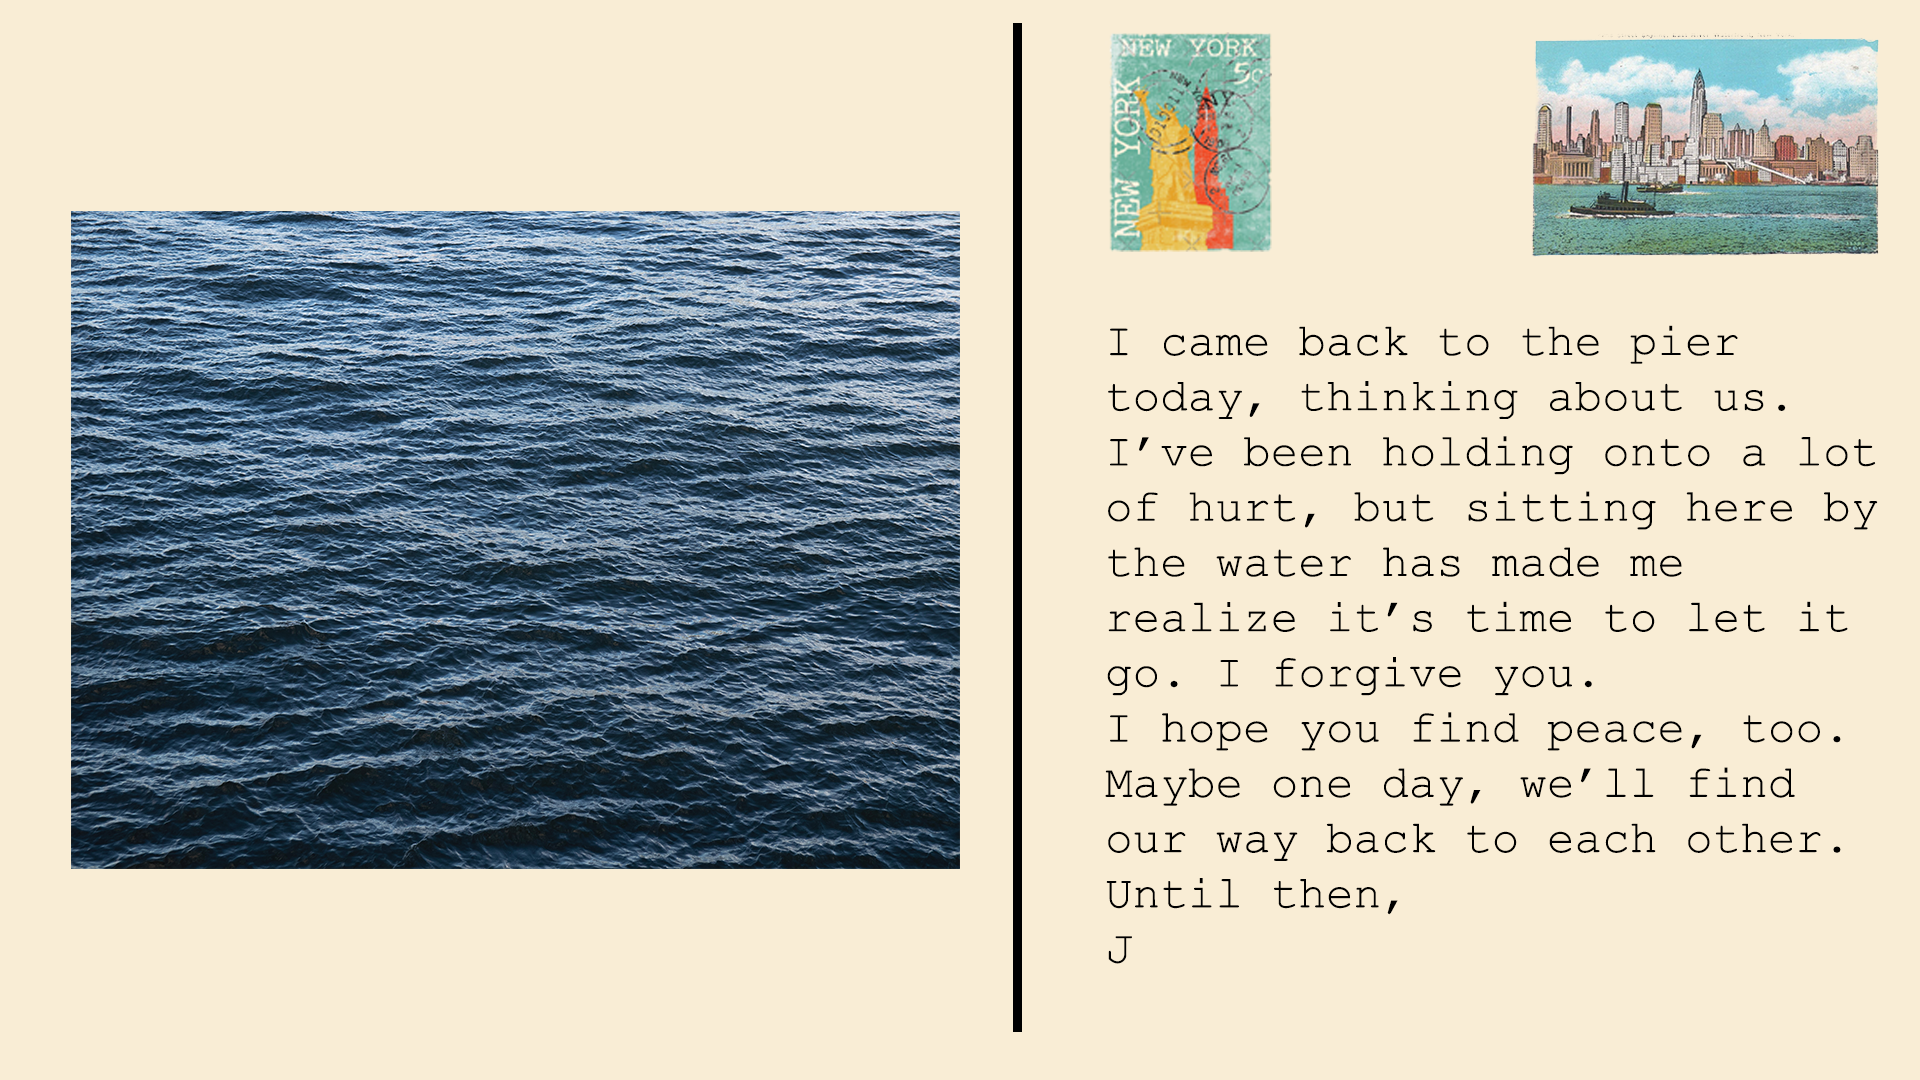 NEW YORK
5c
NEW YORK
I came back to the pier
today, thinking about us.
I’ve been holding onto a lot
of hurt, but sitting here by
the water has made me
realize it’s time to let it
go. I forgive you.
I hope you find peace, too.
Maybe one day, we’ll find
our way back to each other.
Until then,
J